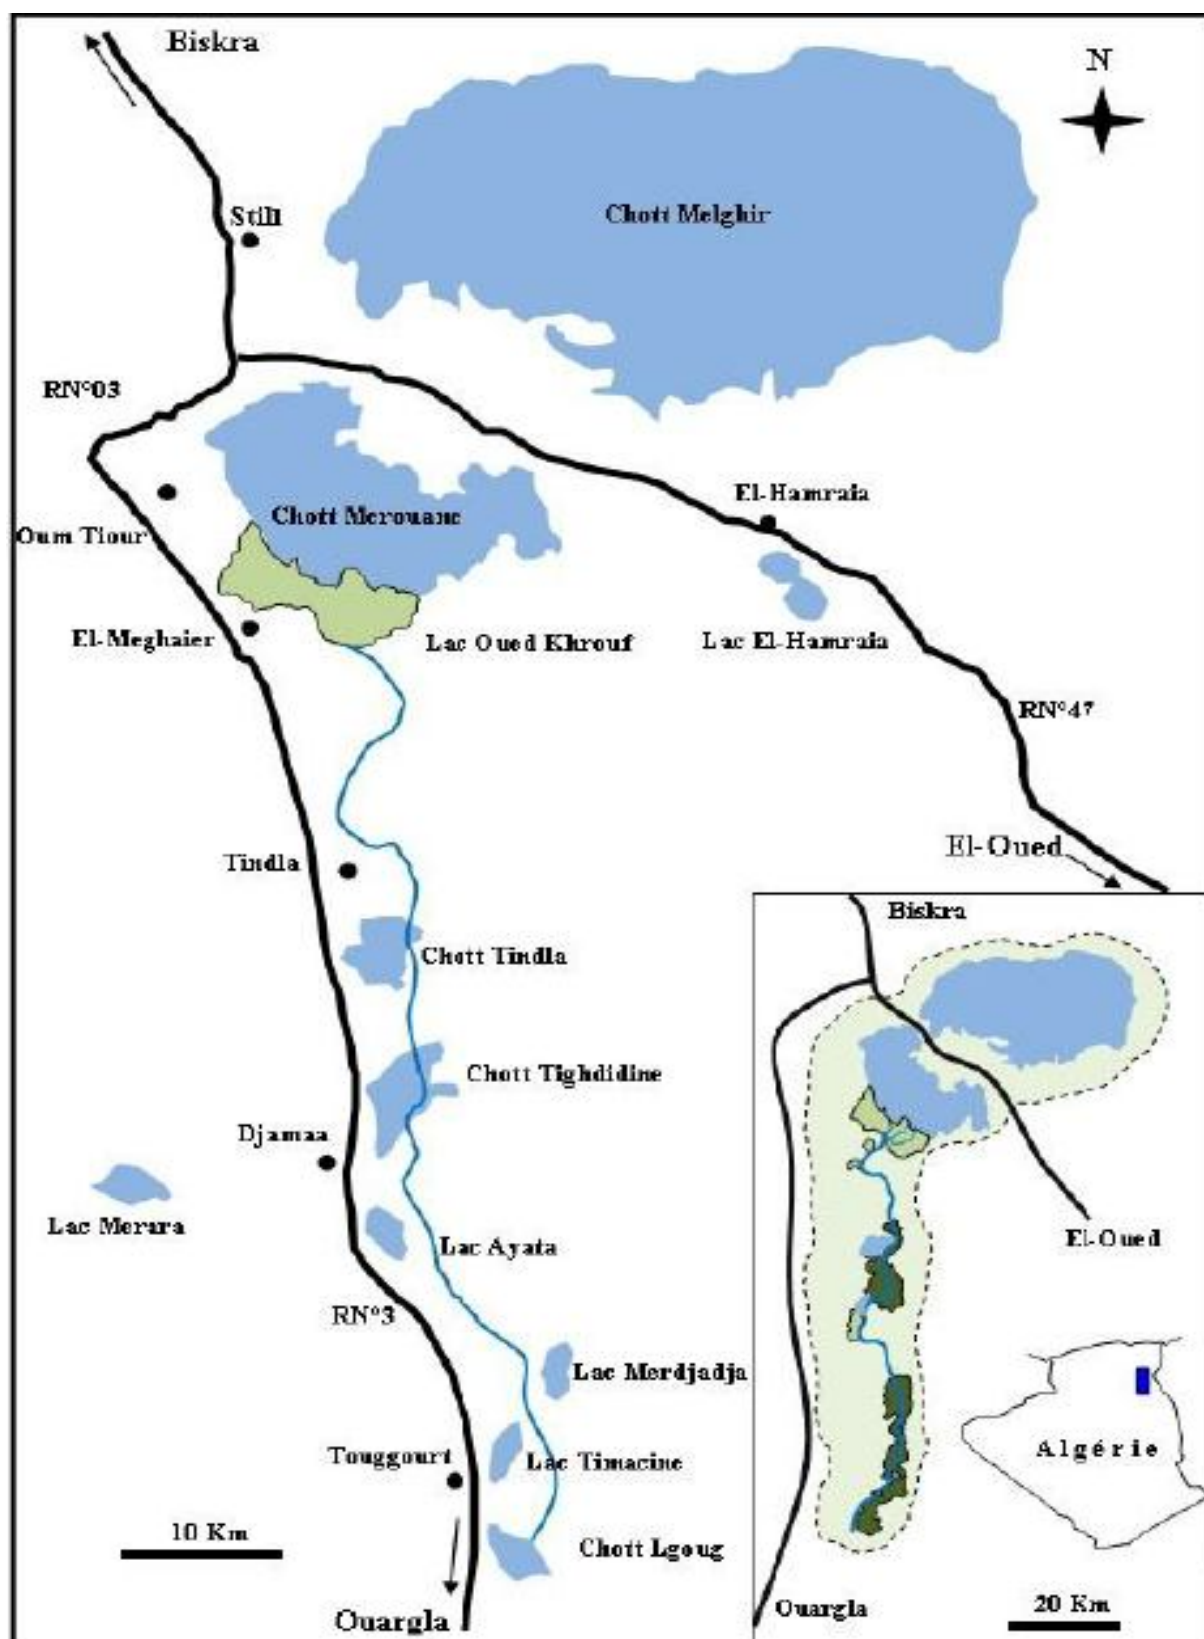 Biskra
N
Still
Chott Melghir
RN°03
El-Hamraia
Chott Merouane
Oum Tiour
El-Meghaier
Lac Oued Khrouf
Lac El-Hamraia
RN°47
El-Oued
Tindla
Chott Tindla
Chott Tighdidine
Djamaa
Lac Merara
Lac Ayata
RN°3
Lac Merdjadja
Touggourt
Lac Timacine
10 Km
Chott Lgoug
Ouargla
Biskra
El-Oued
Algérie
Ouargla
20 Km